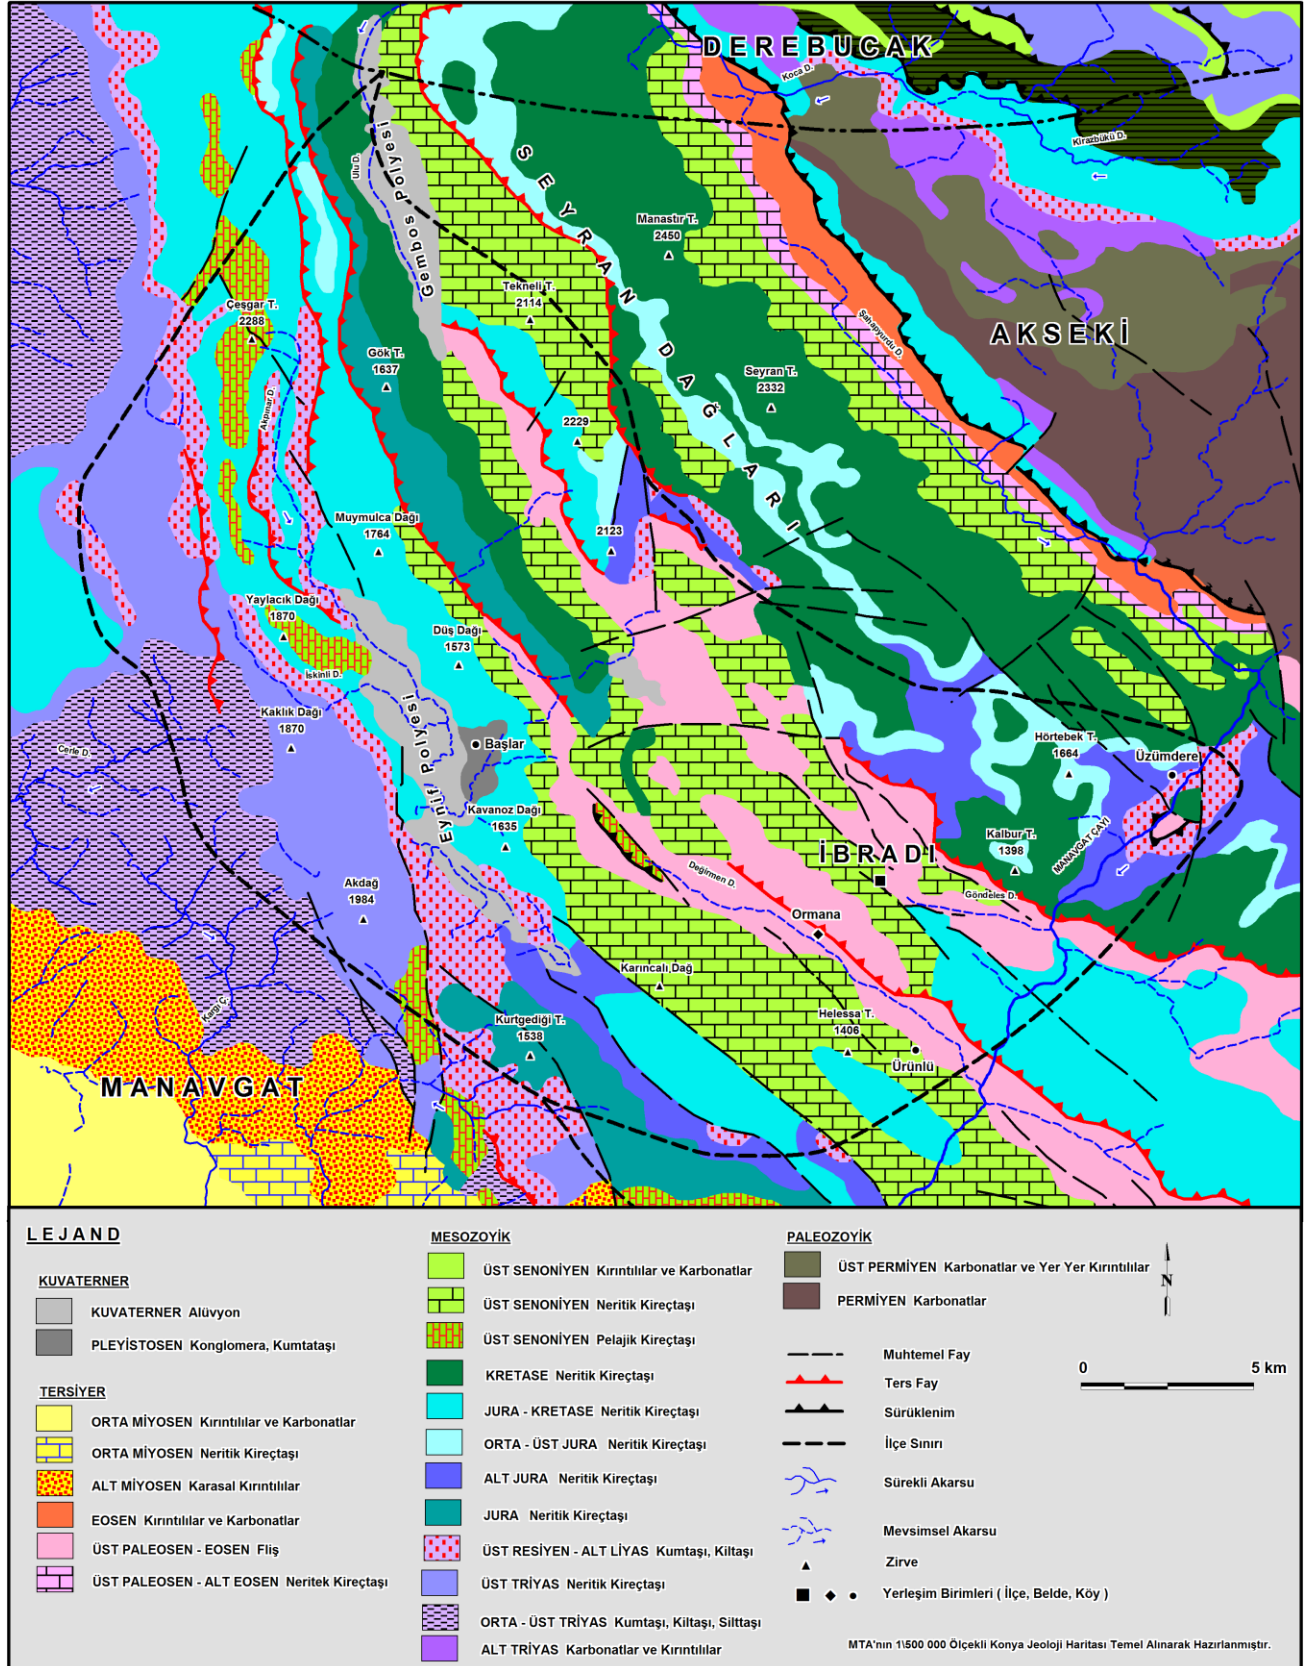 DEREBUCAK
Koca D.
Kirazbükü D.
Ulu D.
Gembos Polyesi
SEYRAN DAĞLARI
Manastır T.
2450
Tekneli T.
2114
Çeşgar T.
2288
Şahapyurdu D.
AKSEKİ
Gök T.
1637
Seyran T.
2332
Akpınar D.
2229
Muymulca Dağı
1764
2123
Yaylacık Dağı
1870
Düş Dağı
1573
İskinli D.
Kaklık Dağı
1870
Eynif Polyesi
Başlar
Hörtebek T.
1664
Üzümdere
Cerle D.
Kavanoz Dağı
1635
MANAVGAT ÇAYI
Kalbur T.
1398
İBRADI
Değirmen D.
Göndeles D.
Akdağ
1984
Ormana
Karıncalı Dağ
Kargı Ç.
Kurtgediği T.
1538
Helessa T.
1406
Ürünlü
MANAVGAT
LEJAND
KUVATERNER
KUVATERNER Alüvyon
PLEYİSTOSEN Konglomera, Kumtataşı
TERSİYER
ORTA MİYOSEN Kırıntılılar ve Karbonatlar
ORTA MİYOSEN Neritik Kireçtaşı
ALT MİYOSEN Karasal Kırıntılılar
EOSEN Kırıntılılar ve Karbonatlar
ÜST PALEOSEN - EOSEN Fliş
ÜST PALEOSEN - ALT EOSEN Neritek Kireçtaşı
MESOZOYİK
ÜST SENONİYEN Kırıntılılar ve Karbonatlar
ÜST SENONİYEN Neritik Kireçtaşı
ÜST SENONİYEN Pelajik Kireçtaşı
KRETASE Neritik Kireçtaşı
JURA - KRETASE Neritik Kireçtaşı
ORTA - ÜST JURA Neritik Kireçtaşı
ALT JURA Neritik Kireçtaşı
JURA Neritik Kireçtaşı
ÜST RESİYEN - ALT LİYAS Kumtaşı, Kiltaşı
ÜST TRİYAS Neritik Kireçtaşı
ORTA - ÜST TRİYAS Kumtaşı, Kiltaşı, Silttaşı
ALT TRİYAS Karbonatlar ve Kırıntılılar
PALEOZOYİK
ÜST PERMİYEN Karbonatlar ve Yer Yer Kırıntılılar
PERMİYEN Karbonatlar
Muhtemel Fay
Ters Fay
Sürüklenim
İlçe Sınırı
Sürekli Akarsu
Mevsimsel Akarsu
Zirve
Yerleşim Birimleri ( İlçe, Belde, Köy )
N
0 5 km
MTA'nın 1\500 000 Ölçekli Konya Jeoloji Haritası Temel Alınarak Hazırlanmıştır.